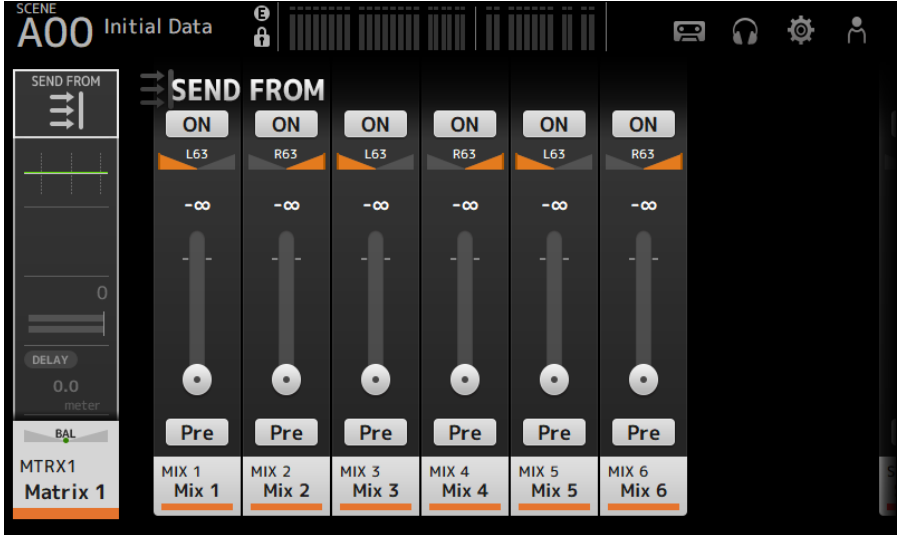 SCENE
A00 Initial Data
E
SEND FROM
SEND FROM
ON ON ON ON ON ON
L63 R63 L63 R63 L63 R63
-∞ -∞ -∞ -∞ -∞ -∞
0
DELAY
0.0
meter
Pre Pre Pre Pre Pre Pre
BAL
MTRX1
Matrix 1
MIX 1 MIX 2 MIX 3 MIX 4 MIX 5 MIX 6
Mix 1 Mix 2 Mix 3 Mix 4 Mix 5 Mix 6